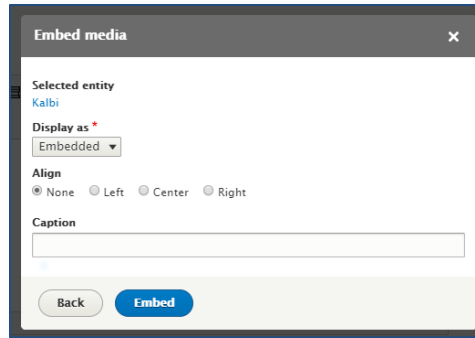 Embed media ×
Selected entity
Kalbi
Display as *
Embedded
Align
None Left Center Right
Caption
Back Embed